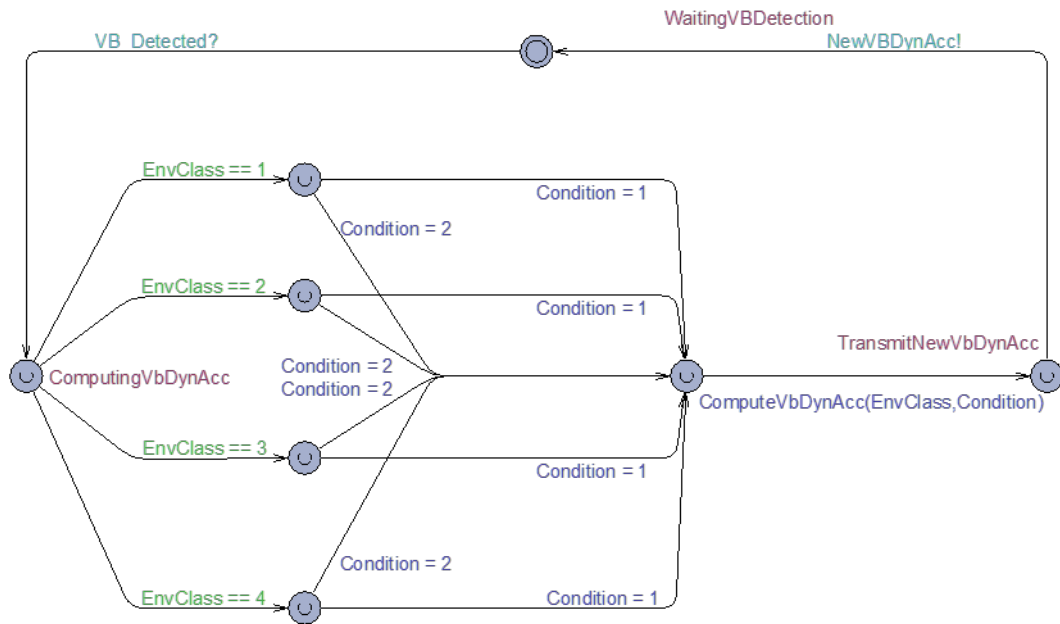 WaitingVBDetection
VB_Detected?
NewVBDynAcc!
EnvClass == 1
Condition = 1
Condition = 2
EnvClass == 2
Condition = 1
TransmitNewVbDynAcc
Condition = 2
ComputingVbDynAcc
Condition = 2
ComputeVbDynAcc(EnvClass,Condition)
EnvClass == 3
Condition = 1
Condition = 2
EnvClass == 4
Condition = 1